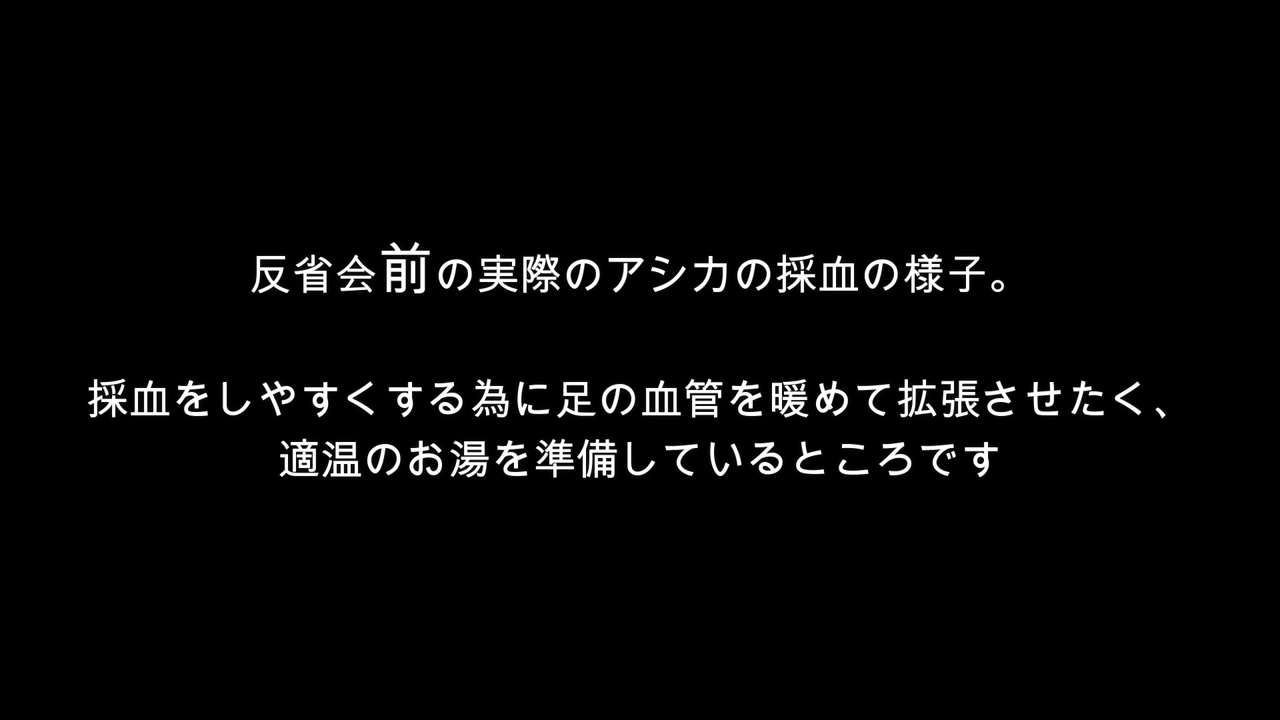 反省会前の実際のアシカの採血の様子。
採血をしやすくする為に足の血管を暖めて拡張させたく、
適温のお湯を準備しているところです